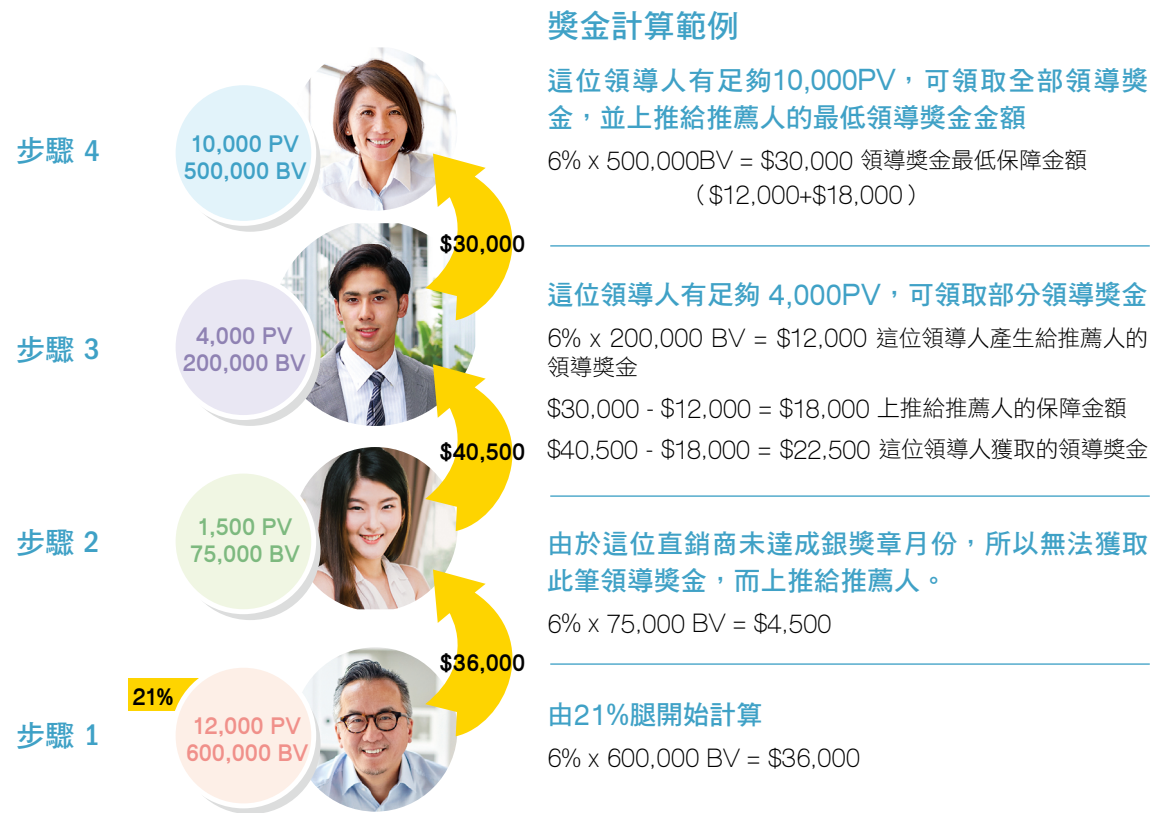 獎金計算範例
這位領導人有足夠10,000PV，可領取全部領導獎
金，並上推給推薦人的最低領導獎金金額
步驟 4
10,000 PV
500,000 BV
6% x 500,000BV = $30,000 領導獎金最低保障金額
（$12,000+$18,000）
$30,000
這位領導人有足夠 4,000PV，可領取部分領導獎金
步驟 3
4,000 PV
200,000 BV
6% x 200,000 BV = $12,000 這位領導人產生給推薦人的
領導獎金
$30,000 - $12,000 = $18,000 上推給推薦人的保障金額
$40,500 - $18,000 = $22,500 這位領導人獲取的領導獎金
$40,500
步驟 2
1,500 PV
75,000 BV
由於這位直銷商未達成銀獎章月份，所以無法獲取
此筆領導獎金，而上推給推薦人。
6% x 75,000 BV = $4,500
$36,000
步驟 1
21%
12,000 PV
600,000 BV
由21%腿開始計算
6% x 600,000 BV = $36,000